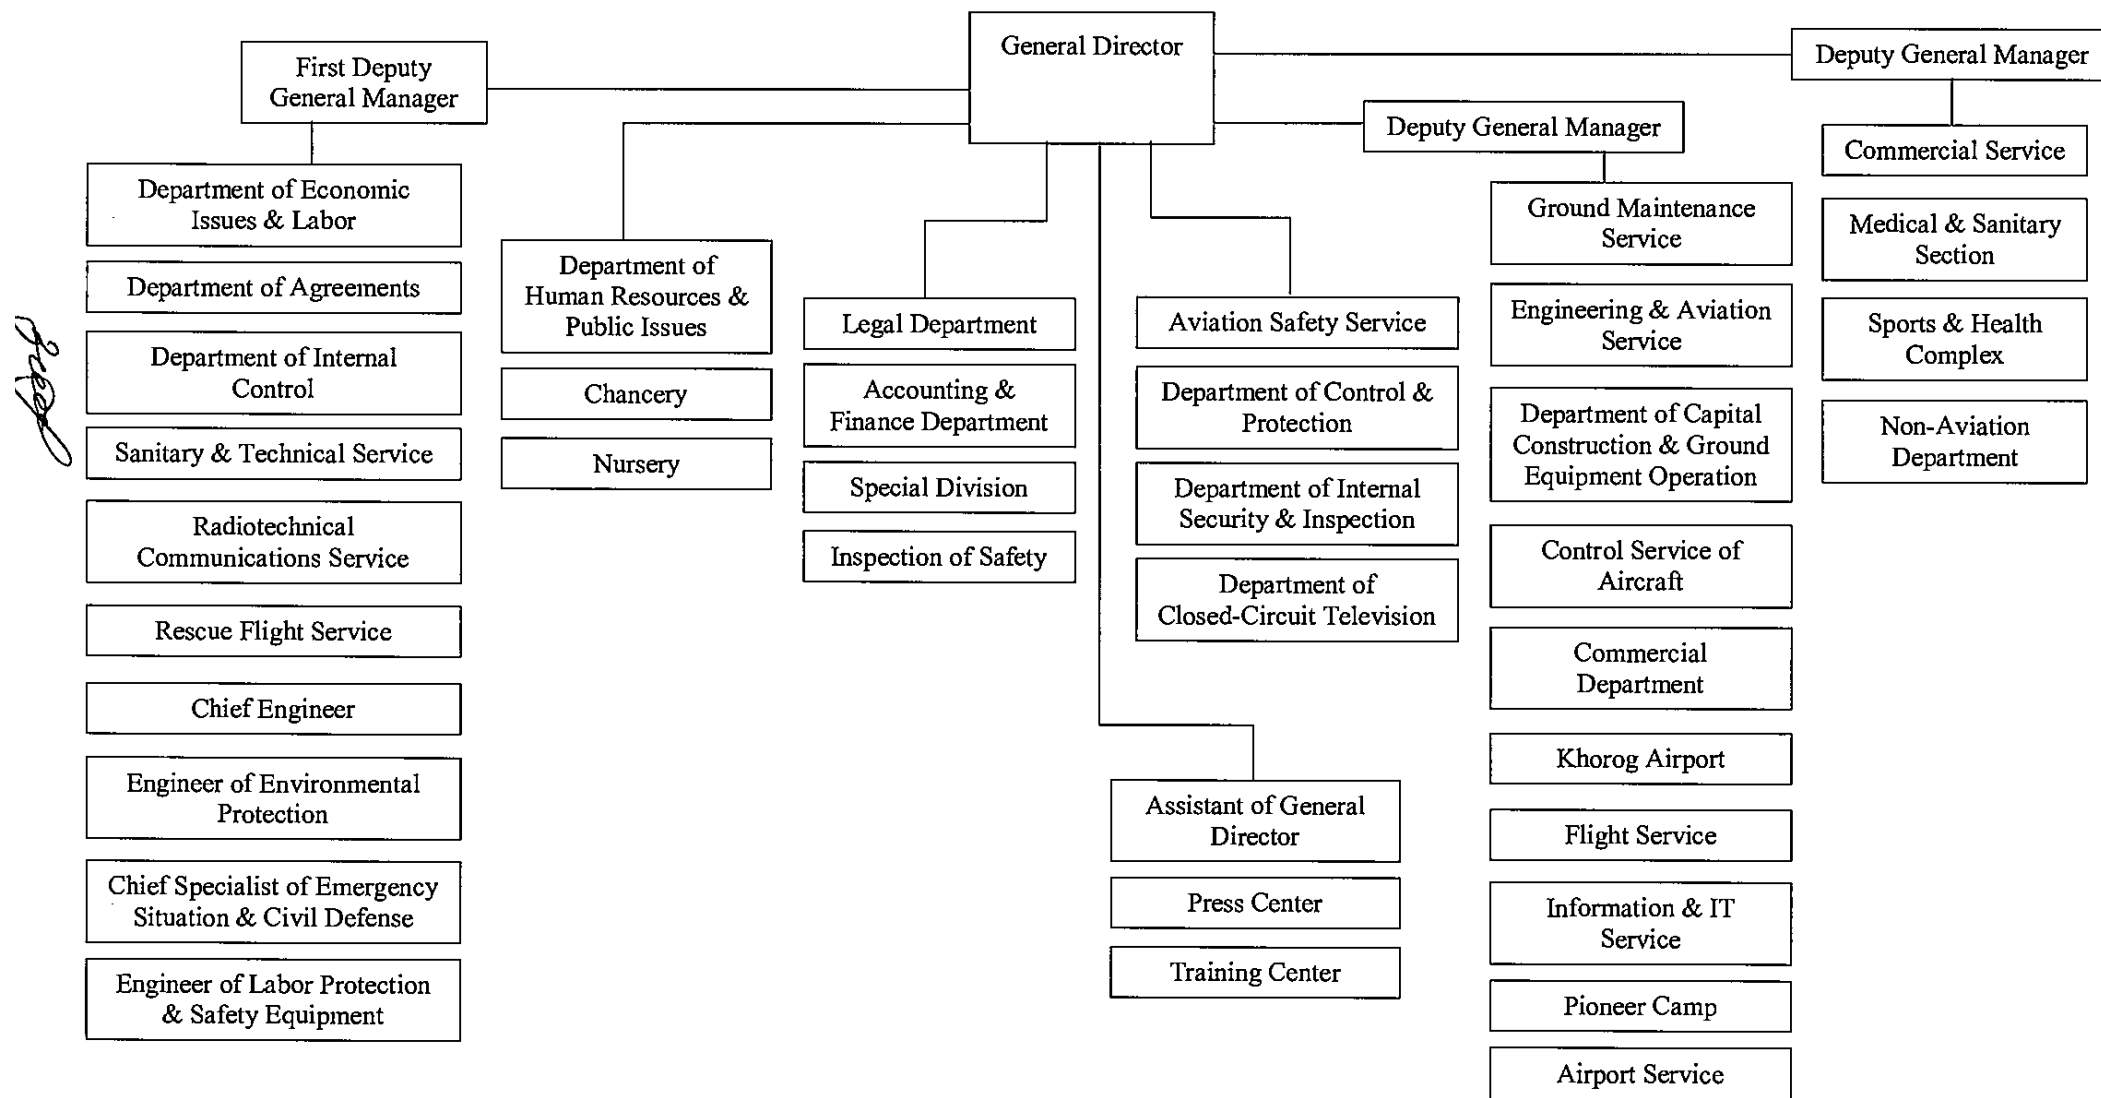 General Director
First Deputy
General Manager
Deputy General Manager
Deputy General Manager
Department of Economic
Issues & Labor
Department of Agreements
Department of Internal
Control
Sanitary & Technical Service
Radiotechnical
Communications Service
Rescue Flight Service
Chief Engineer
Engineer of Environmental
Protection
Chief Specialist of Emergency
Situation & Civil Defense
Engineer of Labor Protection
& Safety Equipment
Department of
Human Resources &
Public Issues
Chancery
Nursery
Legal Department
Accounting &
Finance Department
Special Division
Inspection of Safety
Aviation Safety Service
Department of Control &
Protection
Department of Internal
Security & Inspection
Department of
Closed-Circuit Television
Assistant of General
Director
Press Center
Training Center
Ground Maintenance
Service
Engineering & Aviation
Service
Department of Capital
Construction & Ground
Equipment Operation
Control Service of
Aircraft
Commercial
Department
Khorog Airport
Flight Service
Information & IT
Service
Pioneer Camp
Airport Service
Commercial Service
Medical & Sanitary
Section
Sports & Health
Complex
Non-Aviation
Department